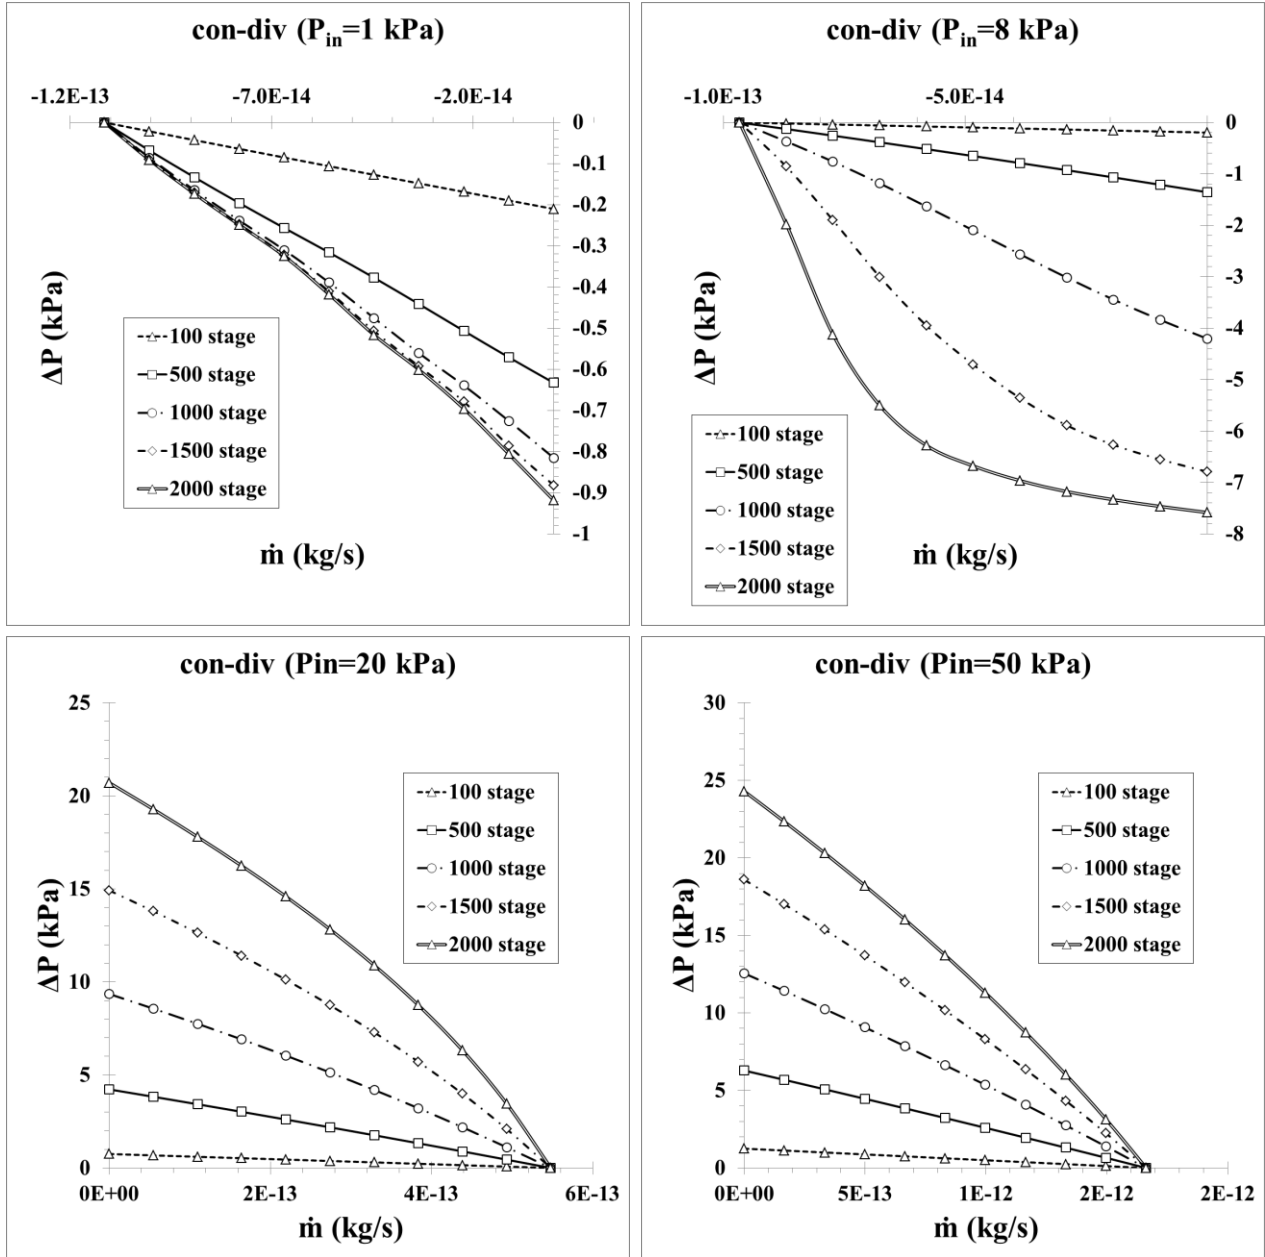 con-div (Pin=1 kPa)
-1.2E-13 -7.0E-14 -2.0E-14
0
-0.1
-0.2
-0.3
-0.4
-0.5
-0.6
-0.7
-0.8
-0.9
-1
ΔP (kPa)
100 stage
500 stage
1000 stage
1500 stage
2000 stage
ṁ (kg/s)
con-div (Pin=8 kPa)
-1.0E-13 -5.0E-14
0
-1
-2
-3
-4
-5
-6
-7
-8
ΔP (kPa)
100 stage
500 stage
1000 stage
1500 stage
2000 stage
ṁ (kg/s)
con-div (Pin=20 kPa)
25
20
15
10
5
0
ΔP (kPa)
100 stage
500 stage
1000 stage
1500 stage
2000 stage
0E+00 2E-13 4E-13 6E-13
ṁ (kg/s)
con-div (Pin=50 kPa)
30
25
20
15
10
5
0
ΔP (kPa)
100 stage
500 stage
1000 stage
1500 stage
2000 stage
0E+00 5E-13 1E-12 2E-12 2E-12
ṁ (kg/s)